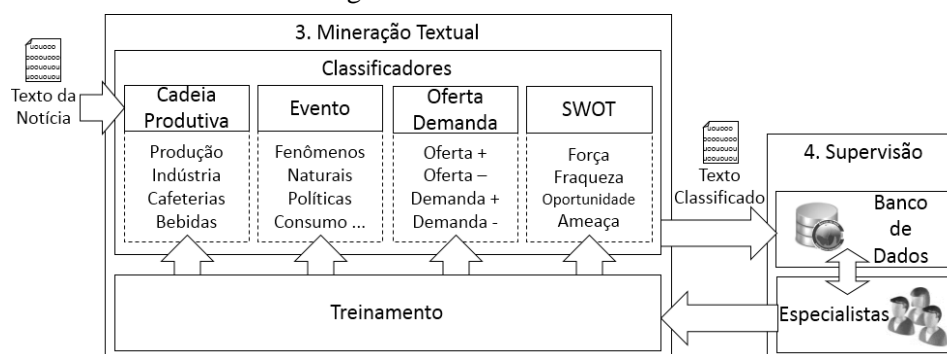 3. Mineração Textual
Classificadores
Texto da
Notícia
Cadeia
Produtiva
Produção
Indústria
Cafeterias
Bebidas
Evento
Fenômenos
Naturais
Políticas
Consumo ...
Oferta
Demanda
Oferta +
Oferta –
Demanda +
Demanda -
SWOT
Força
Fraqueza
Oportunidade
Ameaça
Treinamento
Texto
Classificado
4. Supervisão
Banco
de
Dados
Especialistas